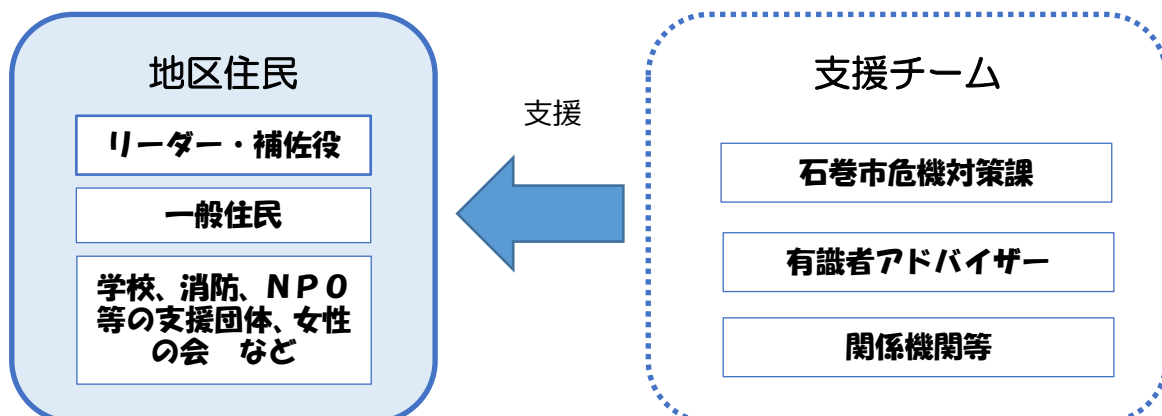 地区住民
リーダー・補佐役
一般住民
学校、消防、ＮＰＯ
等の支援団体、女性
の会　など
支援
支援チーム
石巻市危機対策課
有識者アドバイザー
関係機関等